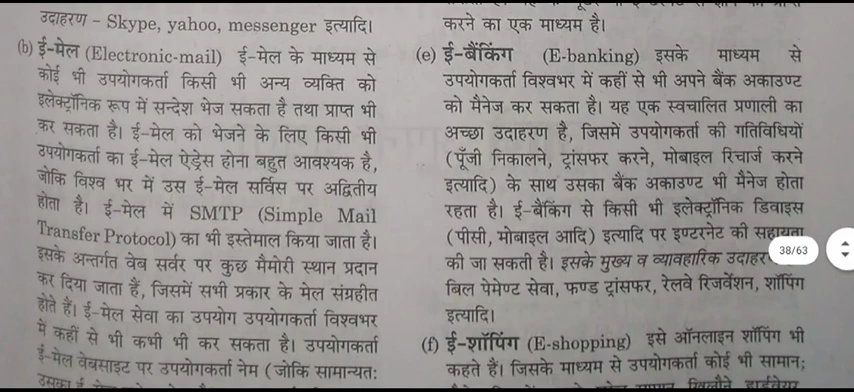 उदाहरण – Skype, yahoo, messenger इत्यादि।
(b) ई-मेल (Electronic-mail) ई-मेल के माध्यम से
कोई भी उपयोगकर्ता किसी भी अन्य व्यक्ति को
इलेक्ट्रॉनिक रूप में सन्देश भेज सकता है तथा प्राप्त भी
कर सकता है। ई-मेल को भेजने के लिए किसी भी
उपयोगकर्ता का ई-मेल ऐड्रेस होना बहुत आवश्यक है,
जोकि विश्व भर में उस ई-मेल सर्विस पर अद्वितीय
होता है। ई-मेल में SMTP (Simple Mail
Transfer Protocol) का भी इस्तेमाल किया जाता है।
इसके अन्तर्गत वेब सर्वर पर कुछ मैमोरी स्थान प्रदान
कर दिया जाता हैं, जिसमें सभी प्रकार के मेल संग्रहीत
होते हैं। ई-मेल सेवा का उपयोग उपयोगकर्ता विश्वभर
में कहीं से भी कभी भी कर सकता है। उपयोगकर्ता
ई-मेल वेबसाइट पर उपयोगकर्ता नेम (जोकि सामान्यत:
उसका ई
करने का एक माध्यम है।
(e) ई-बैंकिंग (E-banking) इसके माध्यम से
उपयोगकर्ता विश्वभर में कहीं से भी अपने बैंक अकाउण्ट
को मैनेज कर सकता है। यह एक स्वचालित प्रणाली का
अच्छा उदाहरण है, जिसमें उपयोगकर्ता की गतिविधियों
(पूँजी निकालने, ट्रांसफर करने, मोबाइल रिचार्ज करने
इत्यादि) के साथ उसका बैंक अकाउण्ट भी मैनेज होता
रहता है। ई-बैंकिंग से किसी भी इलेक्ट्रॉनिक डिवाइस
(पीसी, मोबाइल आदि) इत्यादि पर इण्टरनेट की सहायता
की जा सकती है। इसके मुख्य व व्यावहारिक उदाहर
बिल पेमेण्ट सेवा, फण्ड ट्रांसफर, रेलवे रिजर्वेशन, शॉपिंग
इत्यादि।
(f) ई-शॉपिंग (E-shopping) इसे ऑनलाइन शॉपिंग भी
कहते हैं। जिसके माध्यम से उपयोगकर्ता कोई भी सामान;
38/63